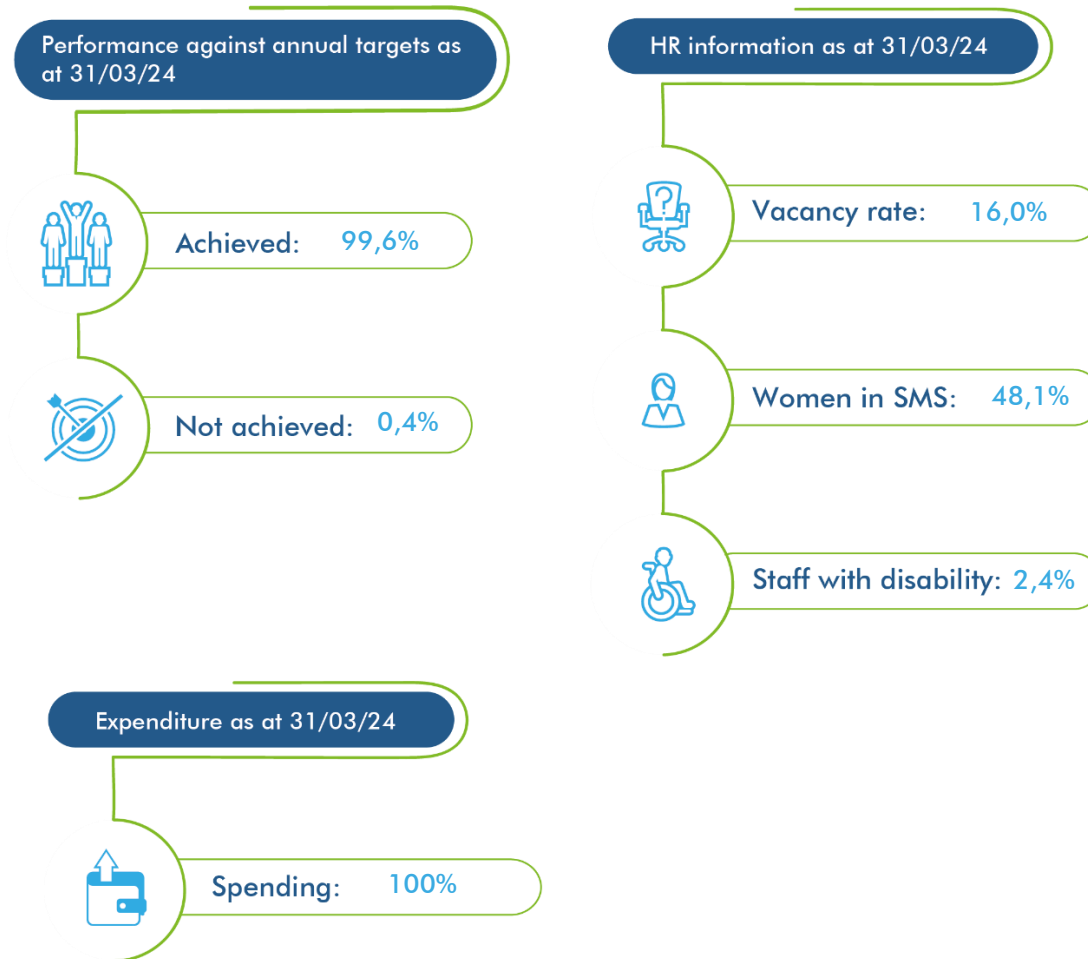 Performance against annual targets as
at 31/03/24
Achieved: 99,6%
Not achieved: 0,4%
HR information as at 31/03/24
?
Vacancy rate: 16,0%
Women in SMS: 48,1%
Staff with disability: 2,4%
Expenditure as at 31/03/24
Spending: 100%